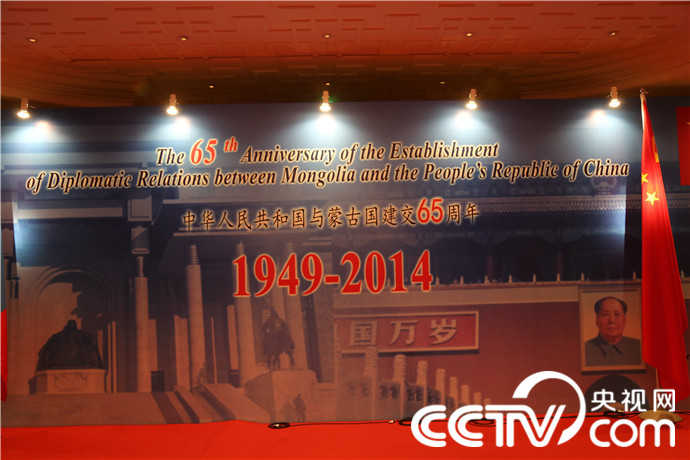 The 65th Anniversary of the Establishment
of Diplomatic Relations between Mongolia and the People's Republic of China
中华人民共和国与蒙古国建交65周年
1949-2014
国万岁
央视网
CCTV.com